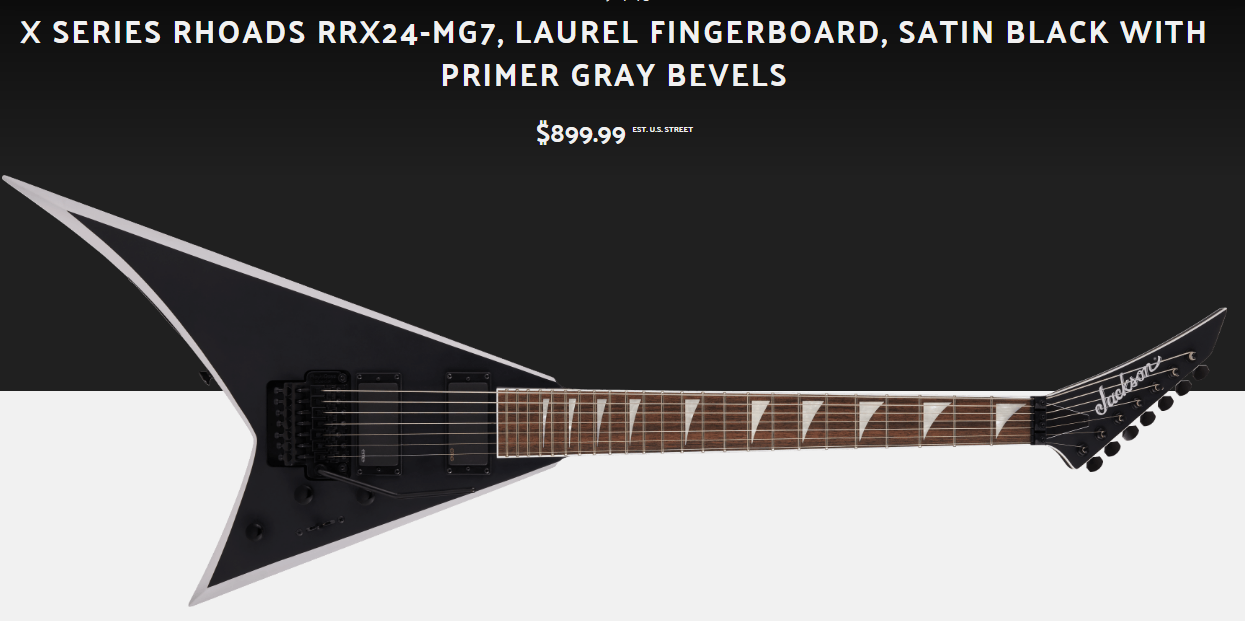 X SERIES RHOADS RRX24-MG7, LAUREL FINGERBOARD, SATIN BLACK WITH
PRIMER GRAY BEVELS
$899.99 EST. U.S. STREET
Jackson